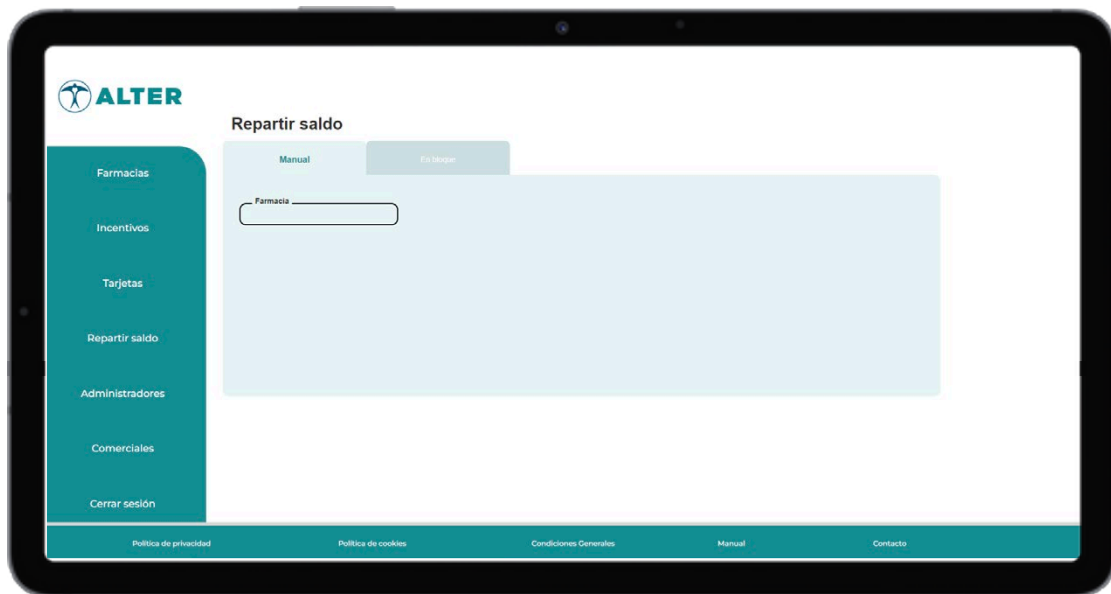 ALTER
Repartir saldo
Manual
En bloque
Farmacia
Farmacias
Incentivos
Tarjetas
Repartir saldo
Administradores
Comerciales
Cerrar sesión
Política de privacidad
Política de cookies
Condiciones Generales
Manual
Contacto